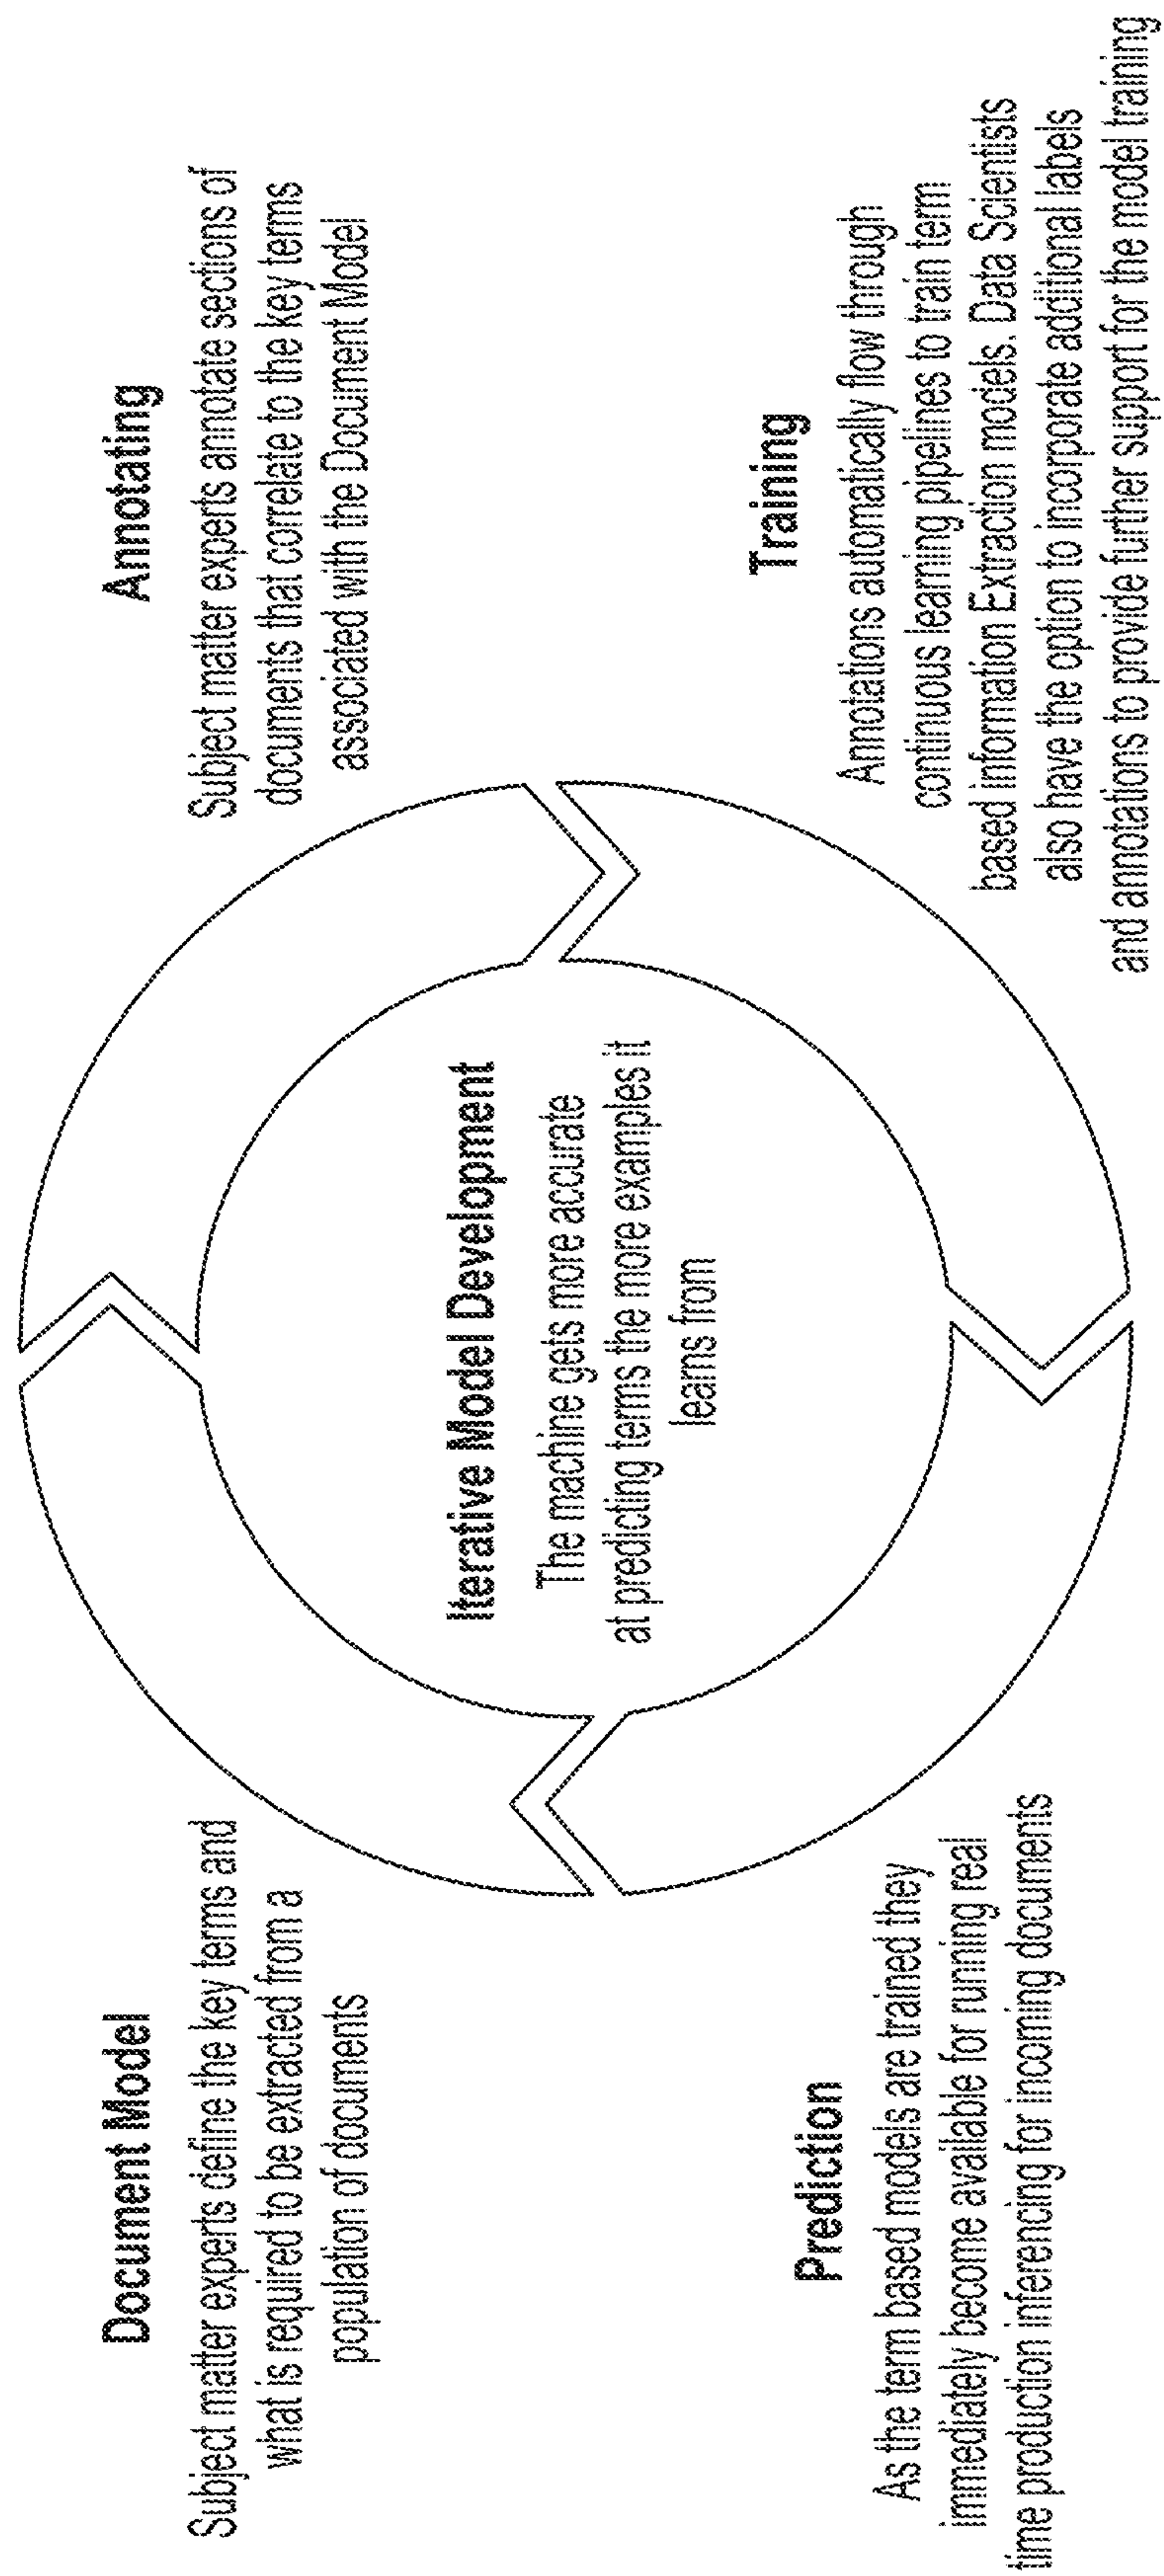 Document Model
Subject matter experts define the key terms and
what is required to be extracted from a
population of documents
Annotating
Subject matter experts annotate sections of
documents that correlate to the key terms
associated with the Document Model
Iterative Model Development
The machine gets more accurate
at predicting terms the more examples it
learns from
Prediction
As the term based models are trained they
immediately become available for running real
time production inferencing for incoming documents
Training
Annotations automatically flow through
continuous learning pipelines to train term
based information Extraction models. Data Scientists
also have the option to incorporate additional labels
and annotations to provide further support for the model training